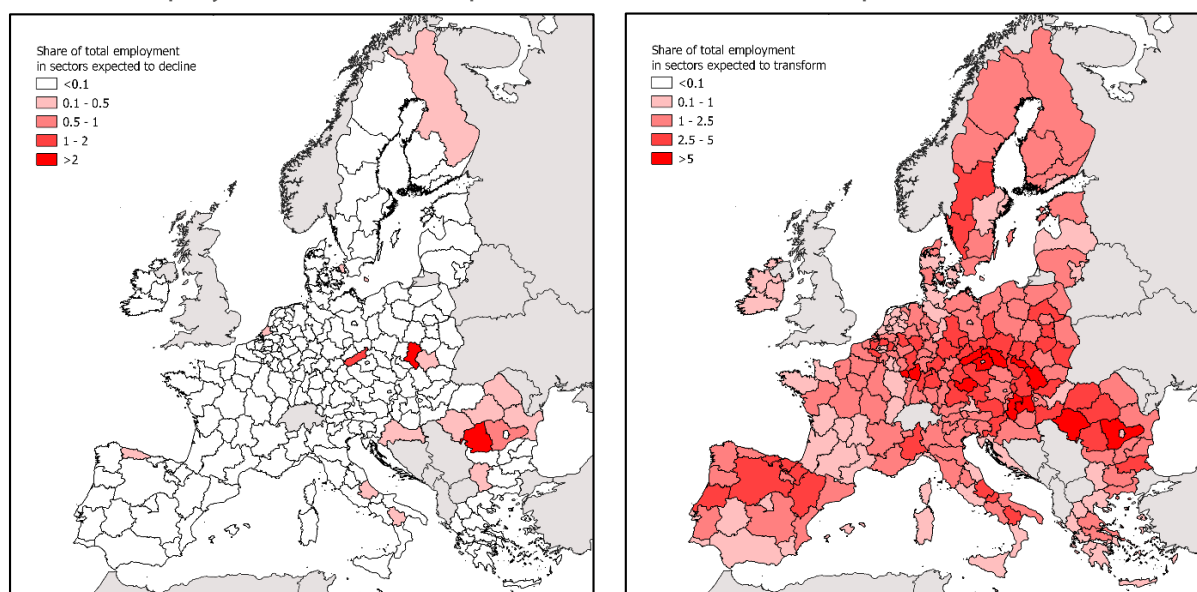 Share of total employment
in sectors expected to decline
<0.1
0.1 - 0.5
0.5 - 1
1 - 2
>2
Share of total employment
in sectors expected to transform
<0.1
0.1 - 1
1 - 2.5
2.5 - 5
>5